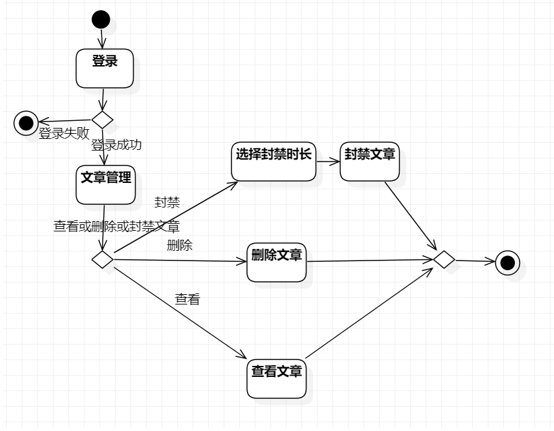 登录
登录失败
登录成功
选择封禁时长
封禁文章
文章管理
封禁
查看或删除或封禁文章
删除
删除文章
查看
查看文章